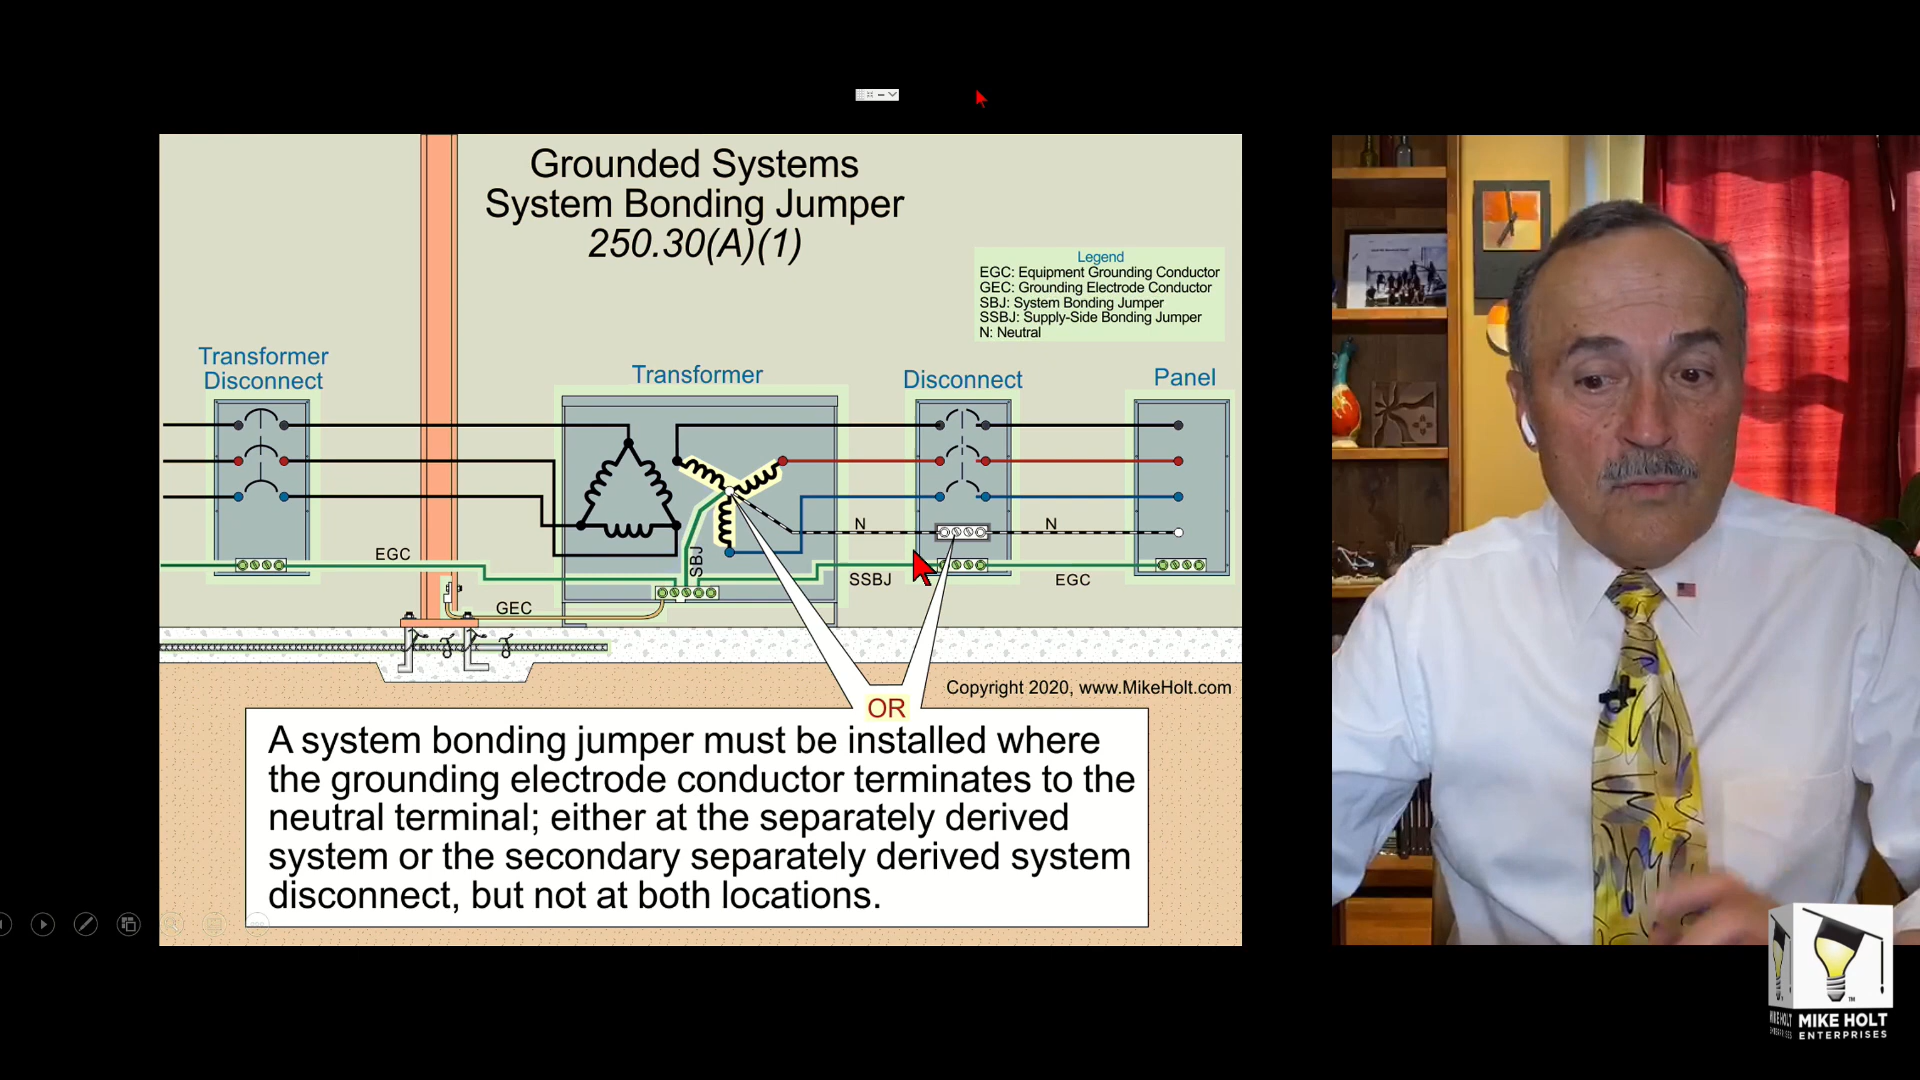 Grounded Systems
System Bonding Jumper
250.30(A)(1)
Legend
EGC: Equipment Grounding Conductor
GEC: Grounding Electrode Conductor
SBJ: System Bonding Jumper
SSBJ: Supply-Side Bonding Jumper
N: Neutral
Transformer
Disconnect
Transformer
Disconnect
Panel
N
N
EGC
SBJ
SSBJ
EGC
GEC
Copyright 2020, www.MikeHolt.com
OR
A system bonding jumper must be installed where
the grounding electrode conductor terminates to the
neutral terminal; either at the separately derived
system or the secondary separately derived system
disconnect, but not at both locations.
TM
MIKE HOLT
ENTERPRISES
MIKE HOLT
ENTERPRISES